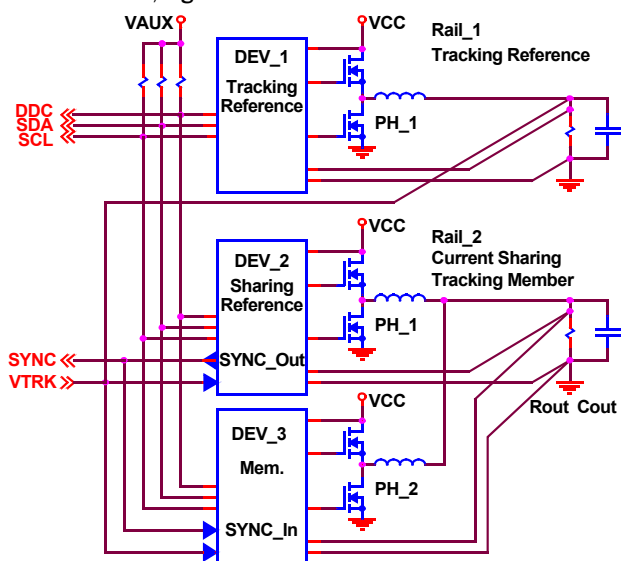 VAUX
VCC
Rail_1
Tracking Reference
DEV_1
Tracking
Reference
PH_1
DDC
SDA
SCL
VCC
Rail_2
Current Sharing
Tracking Member
DEV_2
Sharing
Reference
PH_1
SYNC
SYNC_Out
VTRK
VCC
Rout Cout
DEV_3
Mem.
PH_2
SYNC_In